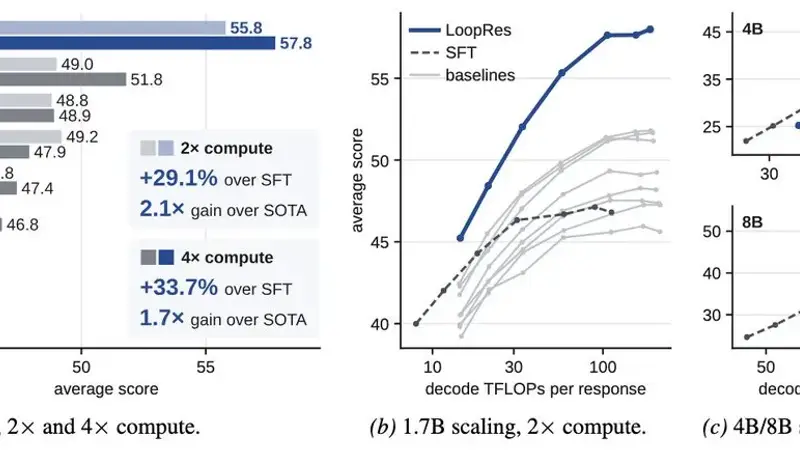 55.8
57.8
49.0
51.8
48.8
48.9
49.2
47.9
.8
47.4
46.8
2× compute
+29.1% over SFT
2.1× gain over SOTA
4× compute
+33.7% over SFT
1.7× gain over SOTA
50 55
average score
, 2× and 4× compute.
LoopRes
SFT
baselines
average score
55
50
45
40
10 30 100
decode TFLOPs per response
(b) 1.7B scaling, 2× compute.
4B
45
35
25
30
8B
50
40
30
50
decod
(c) 4B/8B s